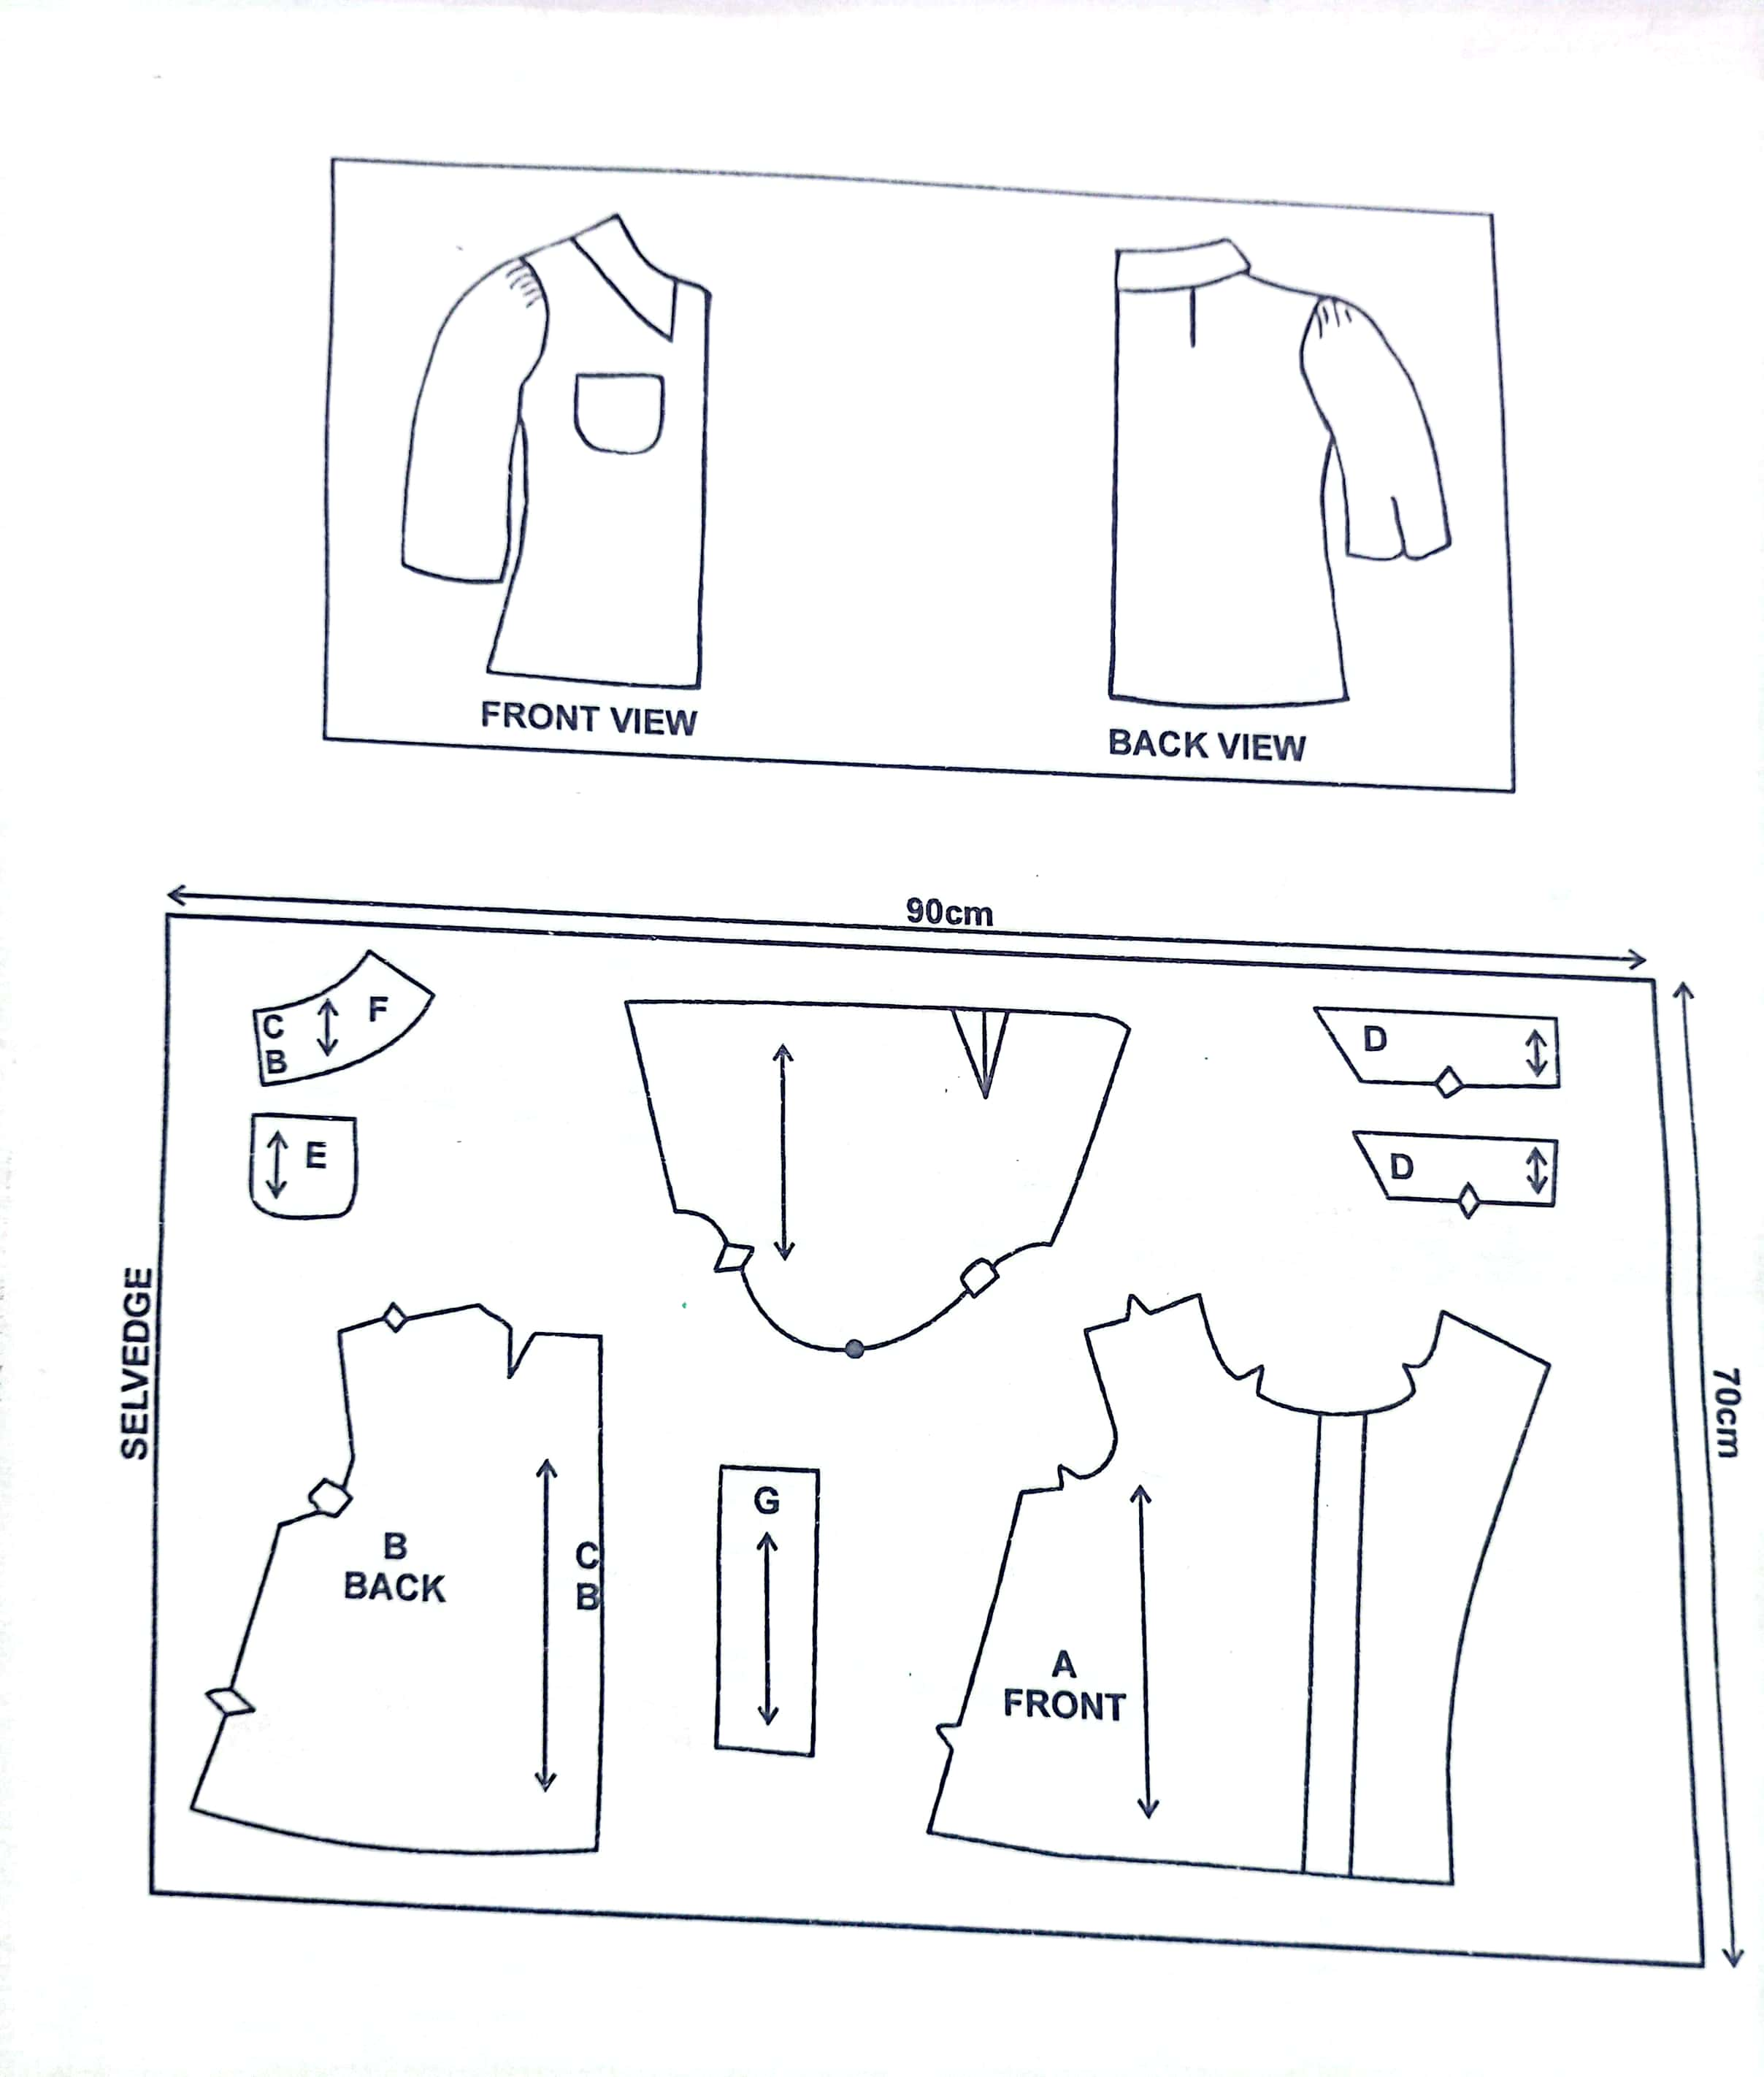 FRONT VIEW
BACK VIEW
90cm
C
B
F
D
E
D
SELVEDGE
70cm
G
B
BACK
C
B
A
FRONT